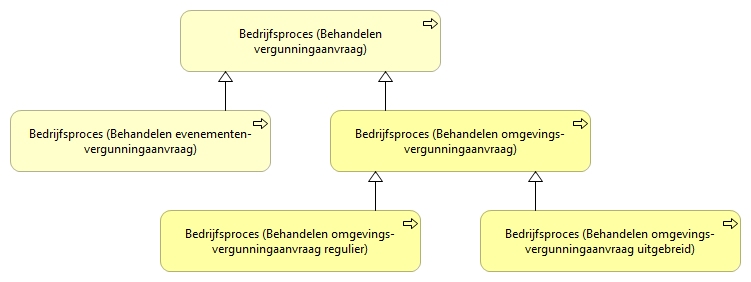 Bedrijfsproces (Behandelen
vergunningaanvraag)
Bedrijfsproces (Behandelen evenementen-
vergunningaanvraag)
Bedrijfsproces (Behandelen omgevings-
vergunningaanvraag)
Bedrijfsproces (Behandelen omgevings-
vergunningaanvraag regulier)
Bedrijfsproces (Behandelen omgevings-
vergunningaanvraag uitgebreid)